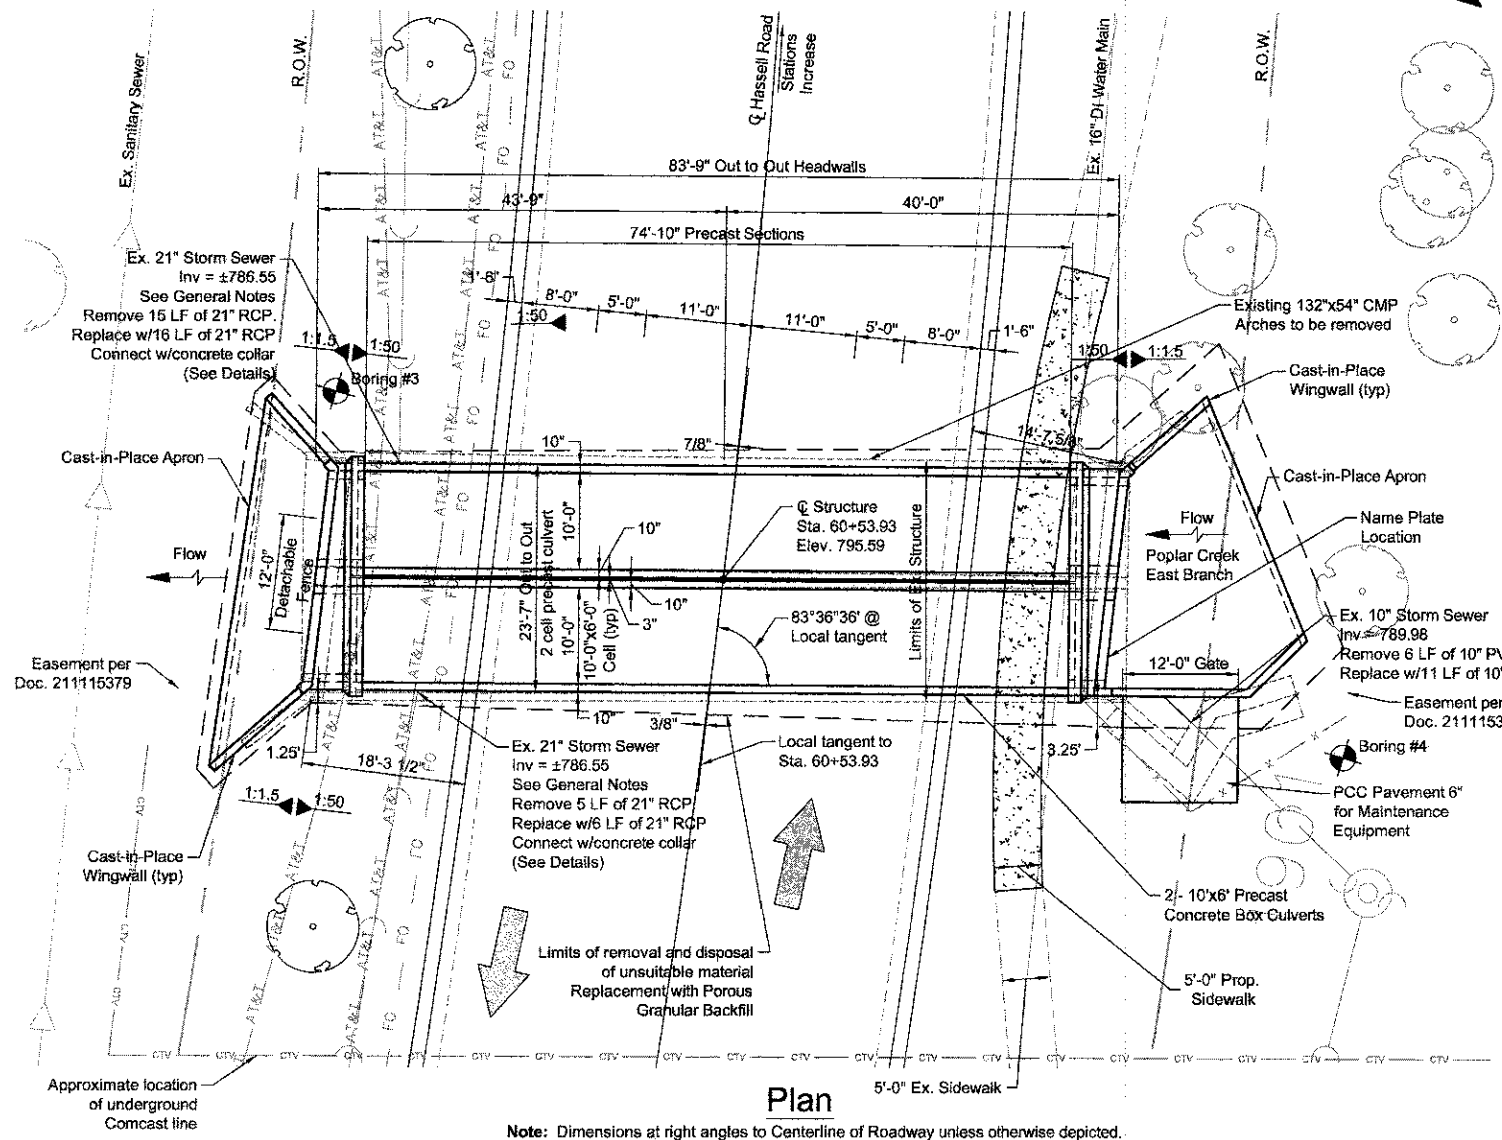 Ex. Sanitary Sewer
R.O.W.
AT&T
AT&T
AT&T
FO
FO
℄ Hassell Road
Stations
Increase
Ex. 16" DI Water Main
R.O.W.
83'-9" Out to Out Headwalls
43'-9"
40'-0"
74'-10" Precast Sections
Ex. 21" Storm Sewer
Inv = ±786.55
See General Notes
Remove 15 LF of 21" RCP.
Replace w/16 LF of 21" RCP
Connect w/concrete collar
(See Details)
1'-6"
8'-0"
5'-0"
11'-0"
11'-0"
5'-0"
8'-0"
1'-6"
1:50
1:1.5
1:50
1:50
1:1.5
Existing 132"x54" CMP
Arches to be removed
Boring #3
Cast-in-Place
Wingwall (typ)
Cast-in-Place Apron
10"
7/8"
14'-7 5/8"
Cast-in-Place Apron
Flow
12'-0"
Detachable
Fence
23'-7" Out to Out
2 cell precast culvert
10'-0"
10'-0"
10'-0"x6'-0"
Cell (typ)
10"
10"
3"
℄ Structure
Sta. 60+53.93
Elev. 795.59
83°36'36' @
Local tangent
Limits of Ex. Structure
Flow
Poplar Creek
East Branch
Name Plate
Location
Ex. 10" Storm Sewer
Inv = 789.98
Remove 6 LF of 10" PV
Replace w/11 LF of 10"
12'-0" Gate
Easement per
Doc. 211115379
Easement per
Doc. 2111153
10"
3/8"
1.25'
18'-3 1/2"
3.25'
Ex. 21" Storm Sewer
Inv = ±786.55
See General Notes
Remove 5 LF of 21" RCP
Replace w/6 LF of 21" RCP
Connect w/concrete collar
(See Details)
Local tangent to
Sta. 60+53.93
Boring #4
PCC Pavement 6"
for Maintenance
Equipment
1:1.5
1:50
Cast-in-Place
Wingwall (typ)
2 - 10'x6' Precast
Concrete Box Culverts
Limits of removal and disposal
of unsuitable material
Replacement with Porous
Granular Backfill
5'-0" Prop.
Sidewalk
CTV
CTV
CTV
CTV
CTV
CTV
CTV
Approximate location
of underground
Comcast line
5'-0" Ex. Sidewalk
Plan
Note: Dimensions at right angles to Centerline of Roadway unless otherwise depicted.